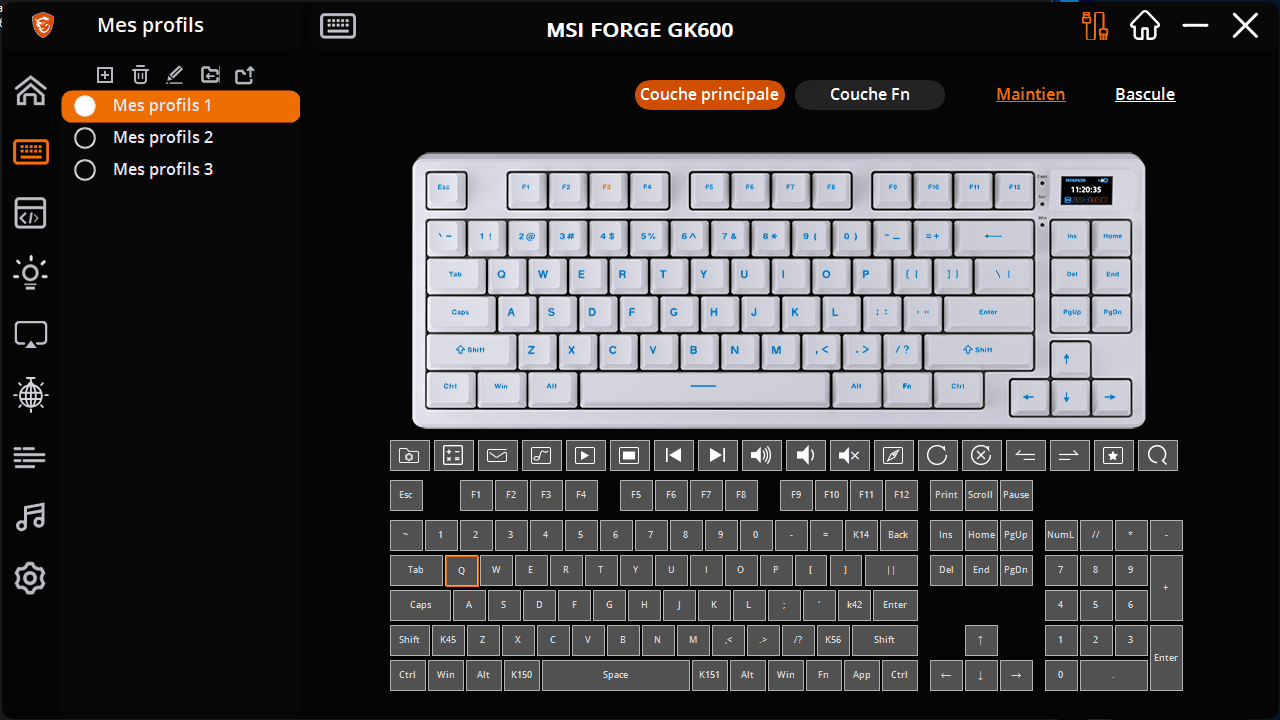 Mes profils
MSI FORGE GK600
Mes profils 1
Mes profils 2
Mes profils 3
Couche principale Couche Fn Maintien Bascule
Esc F1 F2 F3 F4 F5 F6 F7 F8 F9 F10 F11 F12
11:20:35
` ~ 1 ! 2 @ 3 # 4 $ 5 % 6 ^ 7 & 8 * 9 ( 0 ) - _ = + ← Ins Home
Tab Q W E R T Y U I O P [ { ] } \ | Del End
Caps A S D F G H J K L ; : ' " Enter PgUp PgDn
⇧ Shift Z X C V B N M , < . > / ? ⇧ Shift ↑
Ctrl Win Alt Alt Fn Ctrl ← ↓ →
Esc F1 F2 F3 F4 F5 F6 F7 F8 F9 F10 F11 F12 Print Scroll Pause
~ 1 2 3 4 5 6 7 8 9 0 - = K14 Back Ins Home PgUp NumL // * -
Tab Q W E R T Y U I O P [ ] || Del End PgDn 7 8 9 +
Caps A S D F G H J K L ; ' k42 Enter 4 5 6
Shift K45 Z X C V B N M ,< .> /? K56 Shift ↑ 1 2 3 Enter
Ctrl Win Alt K150 Space K151 Alt Win Fn App Ctrl ← ↓ → 0 .